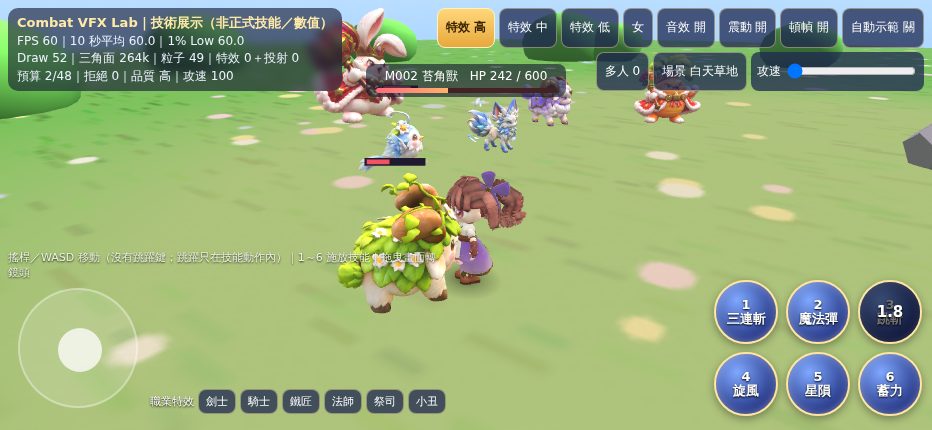 Combat VFX Lab｜技術展示（非正式技能／數值）
FPS 60｜10 秒平均 60.0｜1% Low 60.0
Draw 52｜三角面 264k｜粒子 49｜特效 0＋投射 0
預算 2/48｜拒絕 0｜品質 高｜攻速 100
特效 高
特效 中
特效 低
女
音效 開
震動 開
頓幀 開
自動示範 關
多人 0
場景 白天草地
攻速
M002 苔角獸 HP 242 / 600
搖桿／WASD 移動（沒有跳躍鍵；跳躍只在技能動作內）｜1～6 施放技能
鏡頭
1
三連斬
2
魔法彈
3
1.8
跳斬
4
旋風
5
星隕
6
蓄力
職業特效
劍士
騎士
鐵匠
法師
祭司
小丑